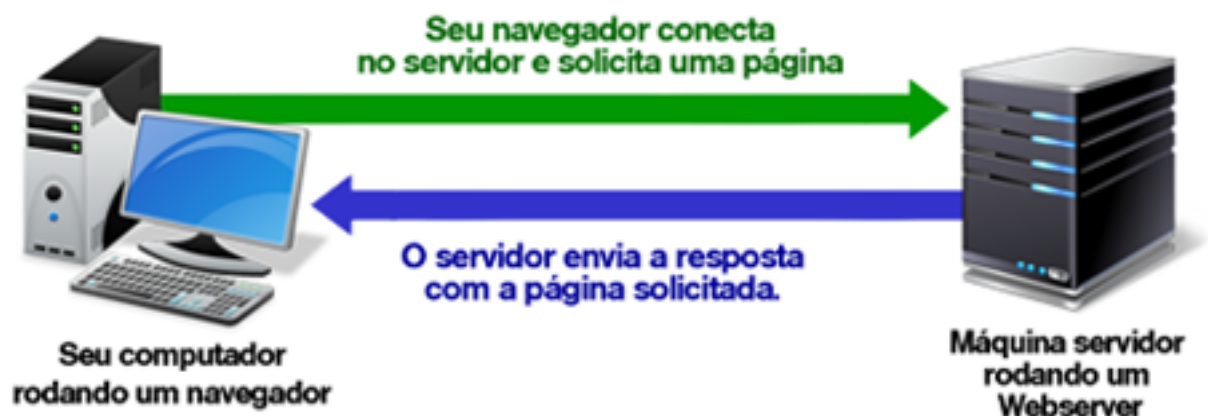 Seu navegador conecta
no servidor e solicita uma página
O servidor envia a resposta
com a página solicitada.
Seu computador
rodando um navegador
Máquina servidor
rodando um
Webserver